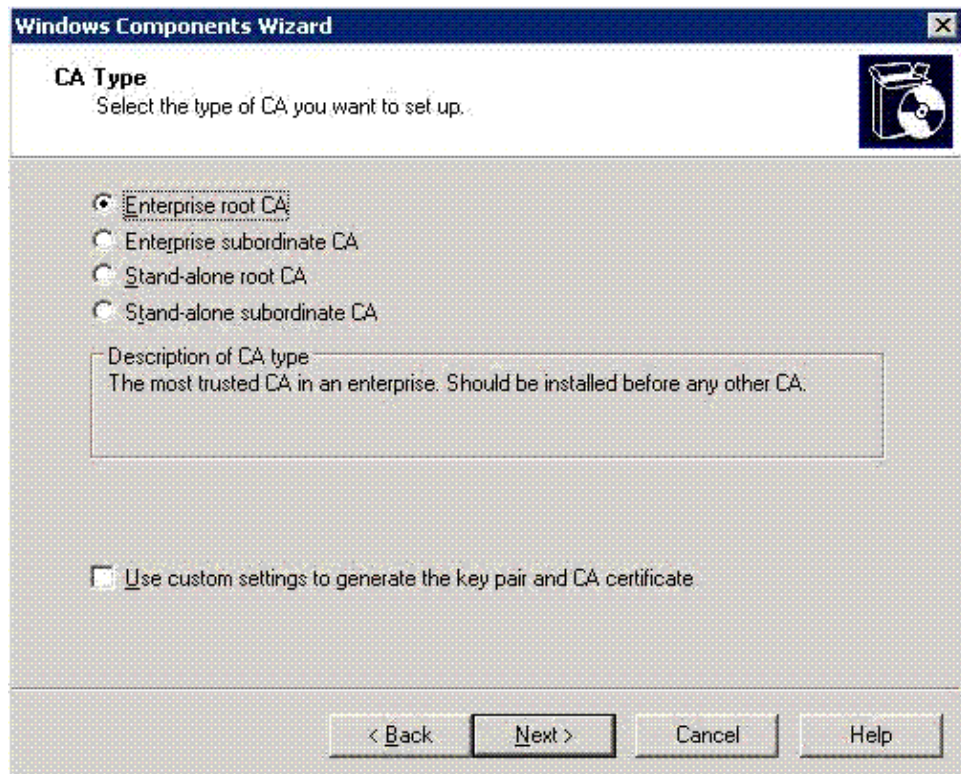 Windows Components Wizard
CA Type
Select the type of CA you want to set up.
Enterprise root CA
Enterprise subordinate CA
Stand-alone root CA
Stand-alone subordinate CA
Description of CA type
The most trusted CA in an enterprise. Should be installed before any other CA.
Use custom settings to generate the key pair and CA certificate
< Back Next > Cancel Help